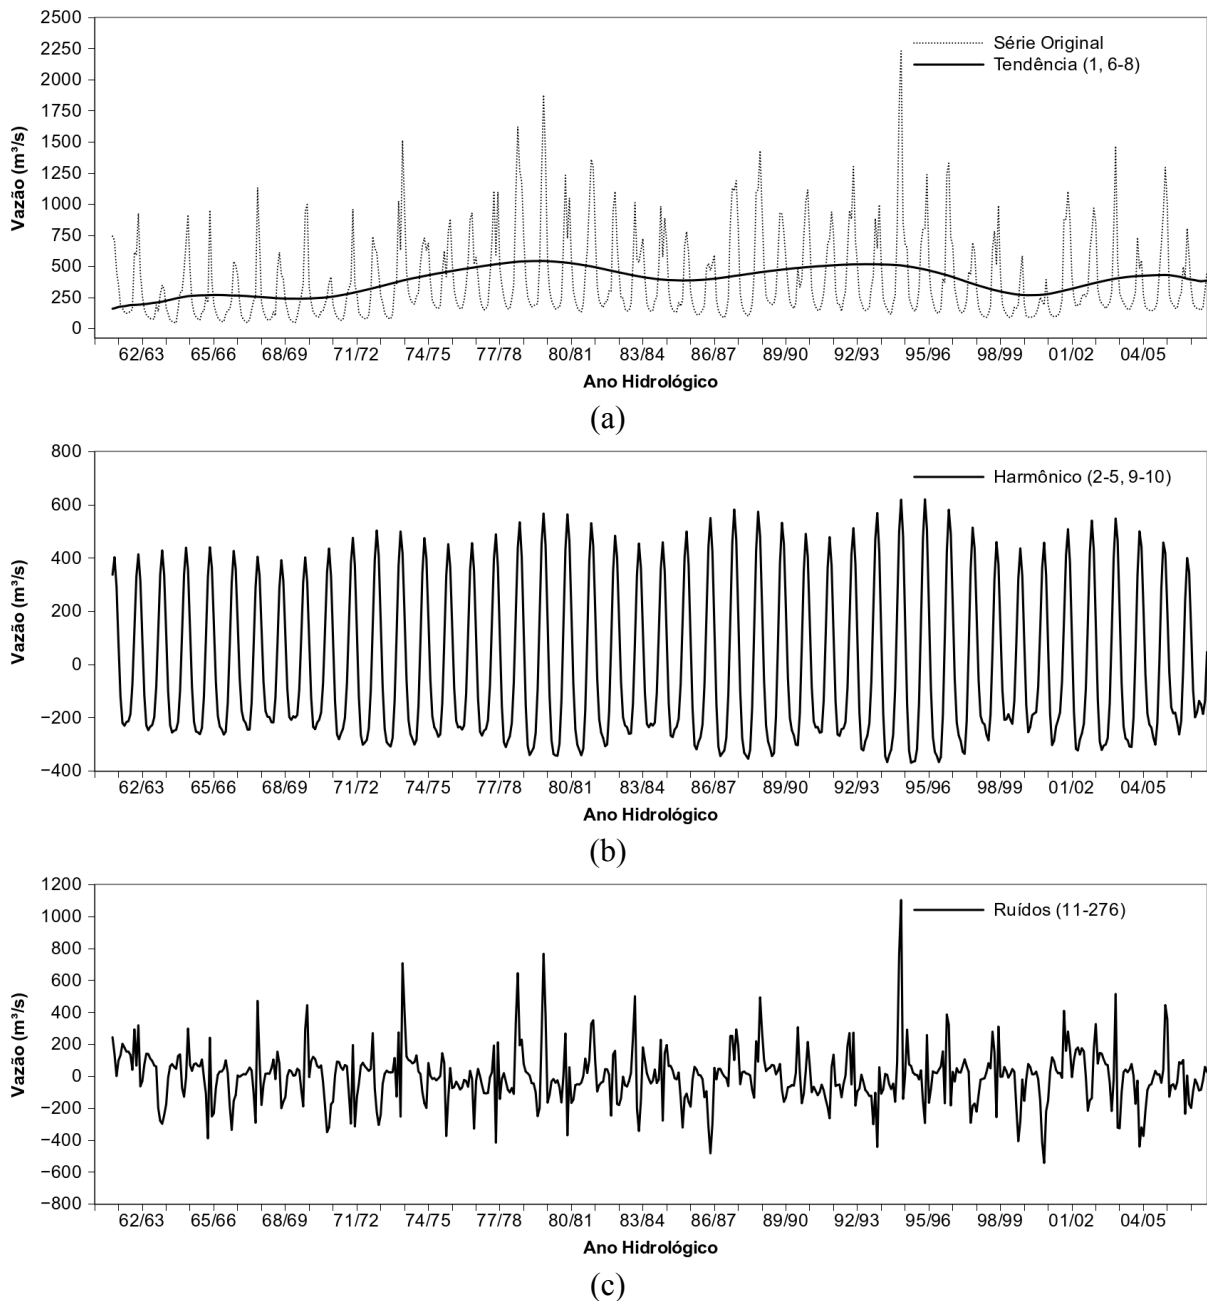 2500
2250
2000
1750
1500
1250
1000
750
500
250
0
Vazão (m³/s)
Série Original
Tendência (1, 6-8)
62/63 65/66 68/69 71/72 74/75 77/78 80/81 83/84 86/87 89/90 92/93 95/96 98/99 01/02 04/05
Ano Hidrológico
(a)
800
600
400
200
0
−200
−400
Vazão (m³/s)
Harmônico (2-5, 9-10)
62/63 65/66 68/69 71/72 74/75 77/78 80/81 83/84 86/87 89/90 92/93 95/96 98/99 01/02 04/05
Ano Hidrológico
(b)
1200
1000
800
600
400
200
0
−200
−400
−600
−800
Vazão (m³/s)
Ruídos (11-276)
62/63 65/66 68/69 71/72 74/75 77/78 80/81 83/84 86/87 89/90 92/93 95/96 98/99 01/02 04/05
Ano Hidrológico
(c)